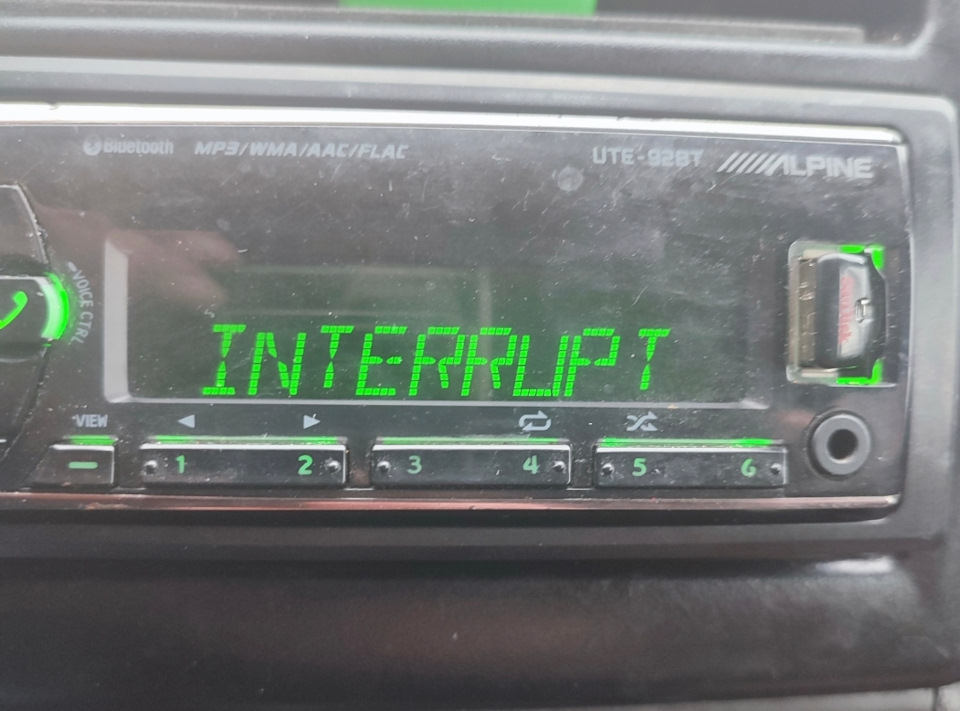 Bluetooth MP3/WMA/AAC/FLAC UTE-92BT ALPINE
VOICE CTRL
INTERRUPT
VIEW
1 2 3 4 5 6